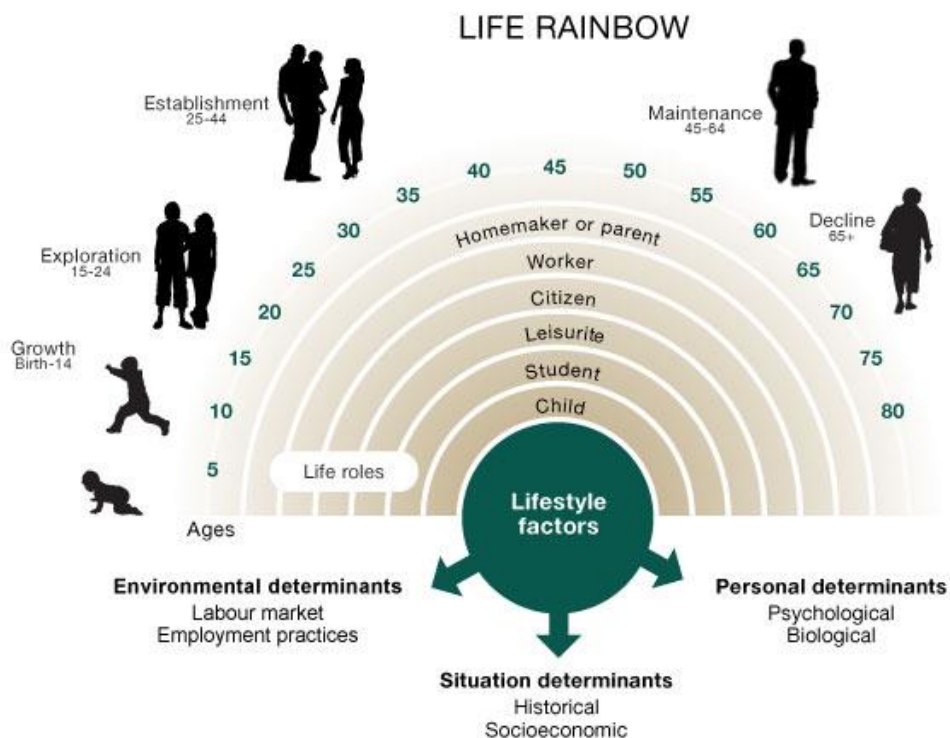 LIFE RAINBOW
Establishment
25-44
Maintenance
45-64
Exploration
15-24
Decline
65+
Growth
Birth-14
5
10
15
20
25
30
35
40
45
50
55
60
65
70
75
80
Ages
Homemaker or parent
Worker
Citizen
Leisurite
Student
Child
Life roles
Lifestyle
factors
Environmental determinants
Labour market
Employment practices
Situation determinants
Historical
Socioeconomic
Personal determinants
Psychological
Biological